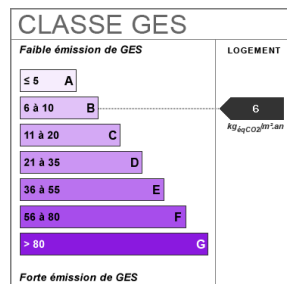 CLASSE GES
Faible émission de GES
LOGEMENT
≤ 5 A
6 à 10 B
6
kgéqCO2/m².an
11 à 20 C
21 à 35 D
36 à 55 E
56 à 80 F
> 80 G
Forte émission de GES